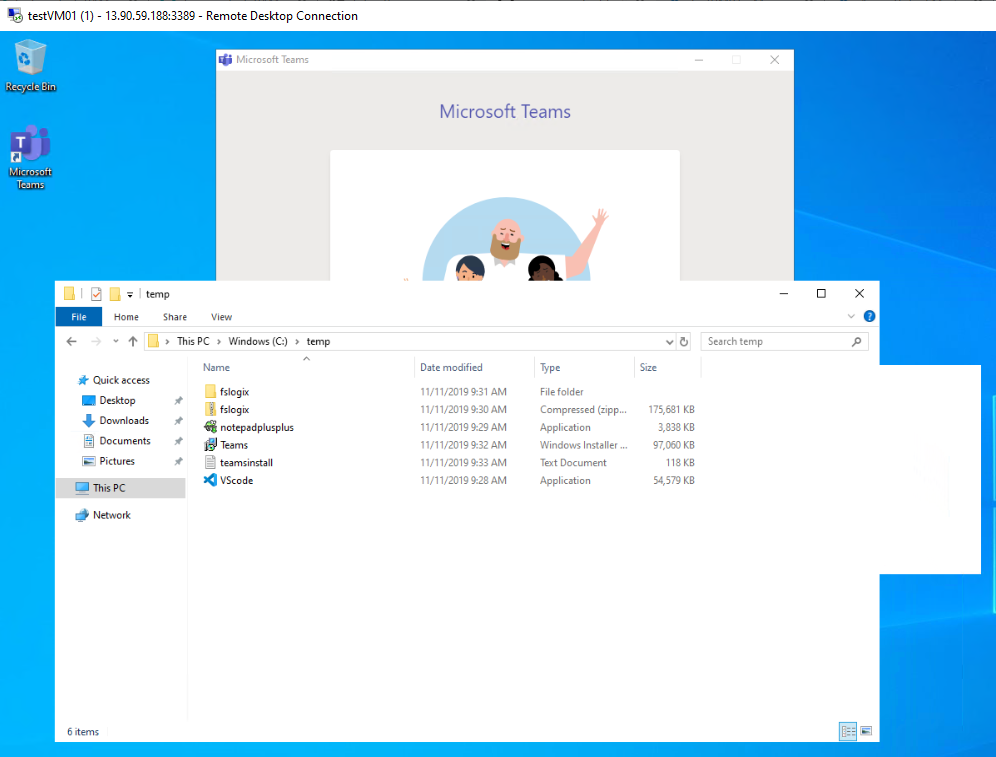 testVM01 (1) - 13.90.59.188:3389 - Remote Desktop Connection
Recycle Bin
Microsoft Teams
Microsoft Teams
T
Microsoft
Teams
temp
File Home Share View
This PC > Windows (C:) > temp
Search temp
Name Date modified Type Size
Quick access
Desktop
Downloads
Documents
Pictures
This PC
Network
fslogix 11/11/2019 9:31 AM File folder
fslogix 11/11/2019 9:30 AM Compressed (zipp... 175,681 KB
notepadplusplus 11/11/2019 9:29 AM Application 3,838 KB
Teams 11/11/2019 9:32 AM Windows Installer ... 97,060 KB
teamsinstall 11/11/2019 9:33 AM Text Document 118 KB
VScode 11/11/2019 9:28 AM Application 54,579 KB
6 items